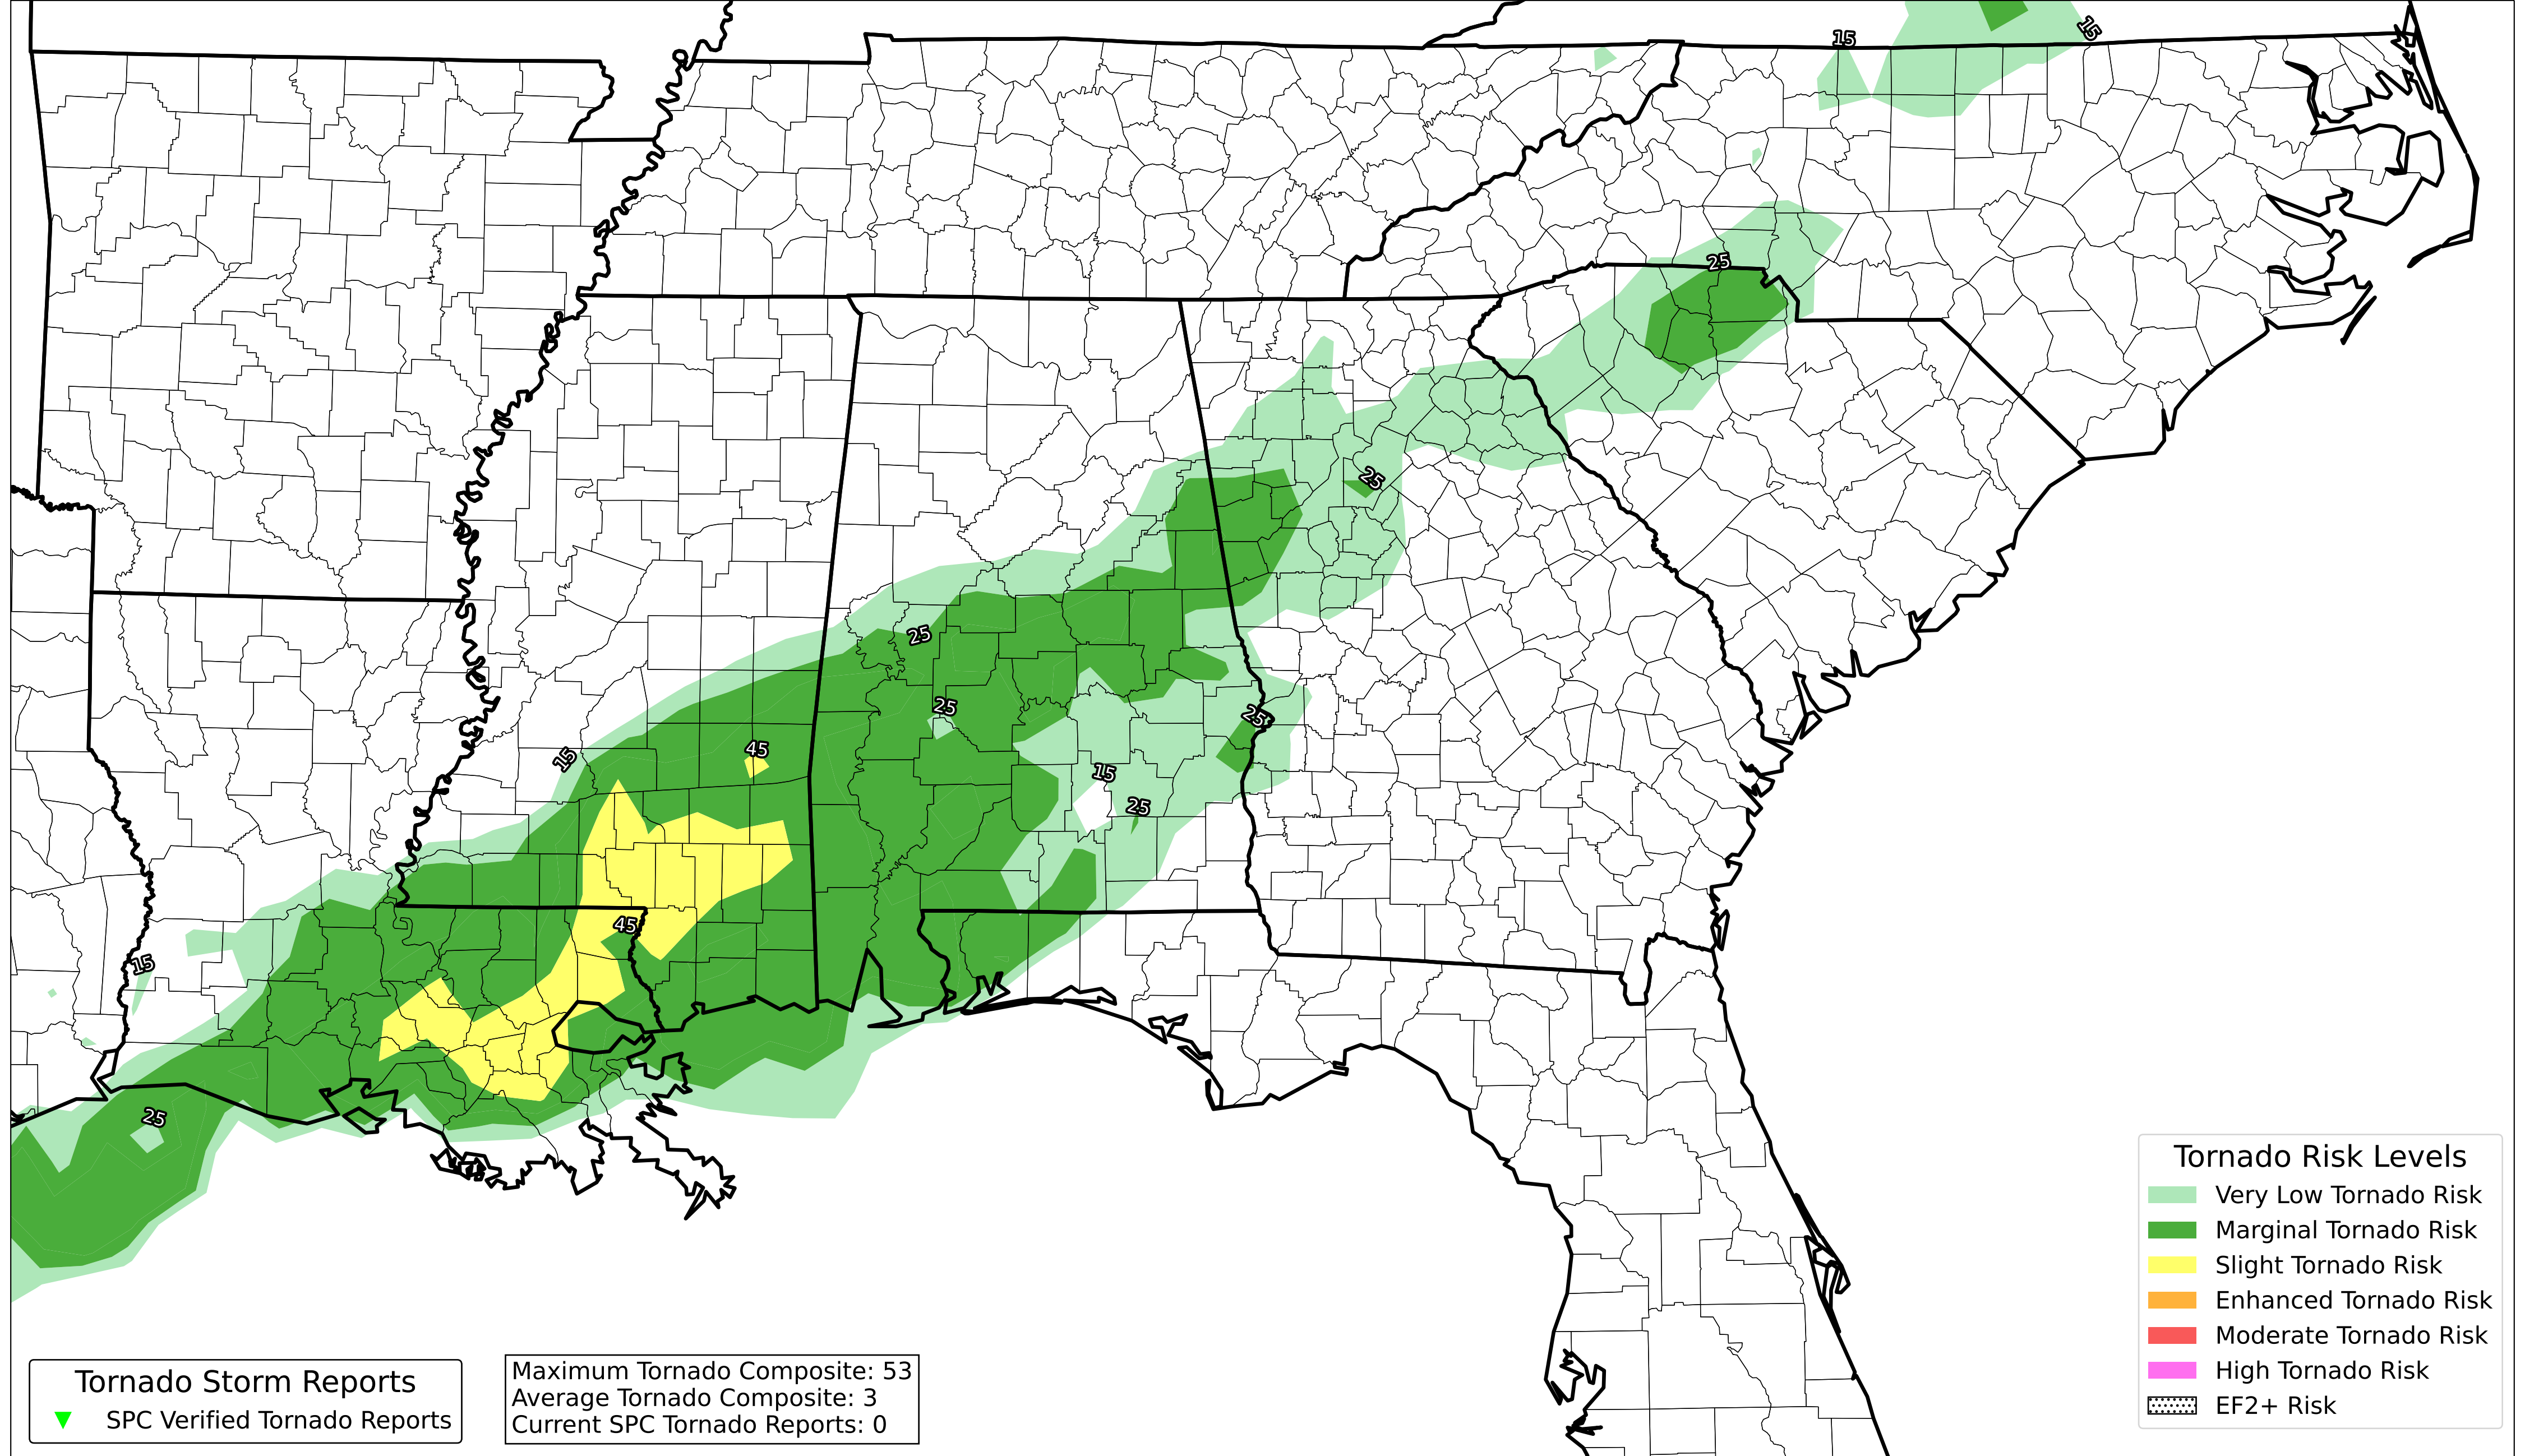 15
15
25
25
25
25
25
45
15
15
25
45
15
25
Tornado Risk Levels
Very Low Tornado Risk
Marginal Tornado Risk
Slight Tornado Risk
Enhanced Tornado Risk
Moderate Tornado Risk
High Tornado Risk
EF2+ Risk
Tornado Storm Reports
SPC Verified Tornado Reports
Maximum Tornado Composite: 53
Average Tornado Composite: 3
Current SPC Tornado Reports: 0